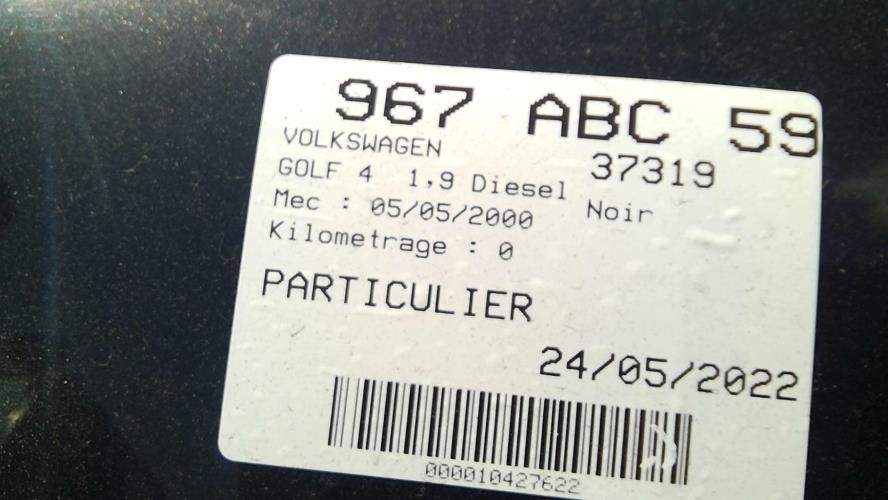 967 ABC 59
VOLKSWAGEN
37319
GOLF 4 1,9 Diesel
Noir
Mec : 05/05/2000
Kilometrage : 0
PARTICULIER
24/05/2022
000010427622